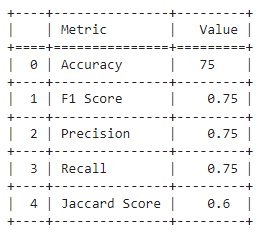 +----+---------------+---------+
|    | Metric        |   Value |
+====+===============+=========+
|  0 | Accuracy      |   75    |
+----+---------------+---------+
|  1 | F1 Score      |    0.75 |
+----+---------------+---------+
|  2 | Precision     |    0.75 |
+----+---------------+---------+
|  3 | Recall        |    0.75 |
+----+---------------+---------+
|  4 | Jaccard Score |    0.6  |
+----+---------------+---------+